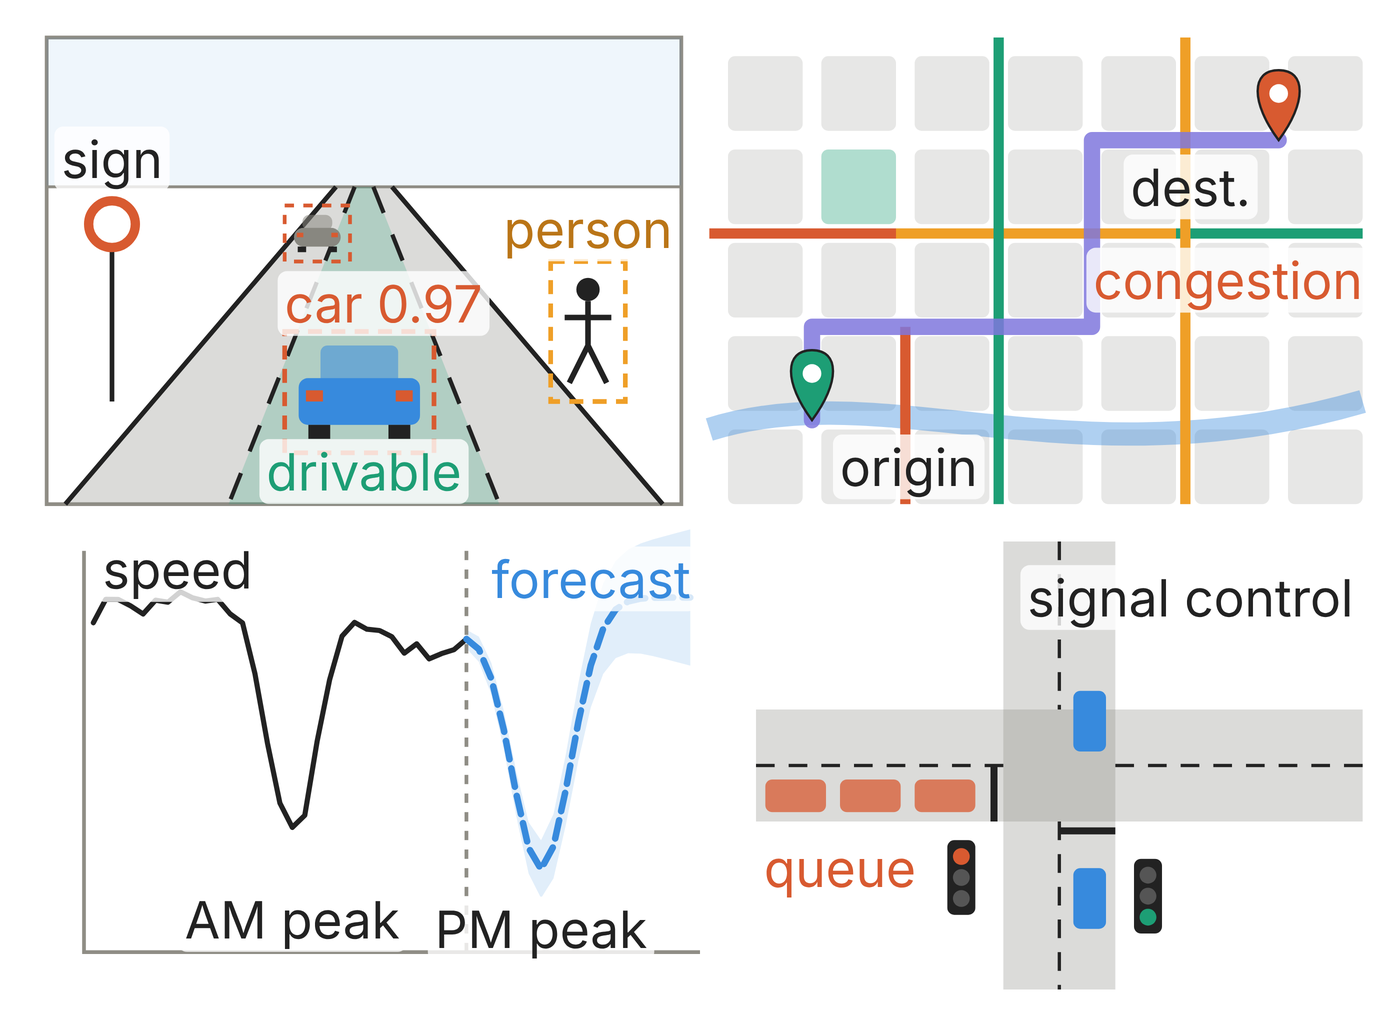 sign
person
car 0.97
drivable
dest.
congestion
origin
speed
forecast
AM peak
PM peak
signal control
queue